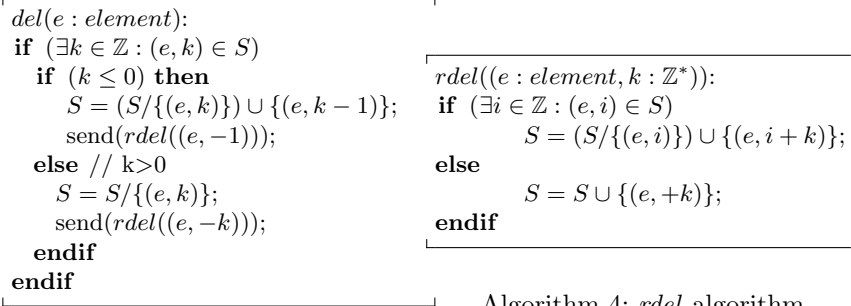 del(e : element):
if (∃k ∈ ℤ : (e, k) ∈ S)
if (k ≤ 0) then
S = (S/{(e, k)}) ∪ {(e, k − 1)};
send(rdel((e, −1)));
else // k>0
S = S/{(e, k)};
send(rdel((e, −k)));
endif
endif
rdel((e : element, k : ℤ*)):
if (∃i ∈ ℤ : (e, i) ∈ S)
S = (S/{(e, i)}) ∪ {(e, i + k)};
else
S = S ∪ {(e, +k)};
endif
Algorithm 4: rdel algorithm